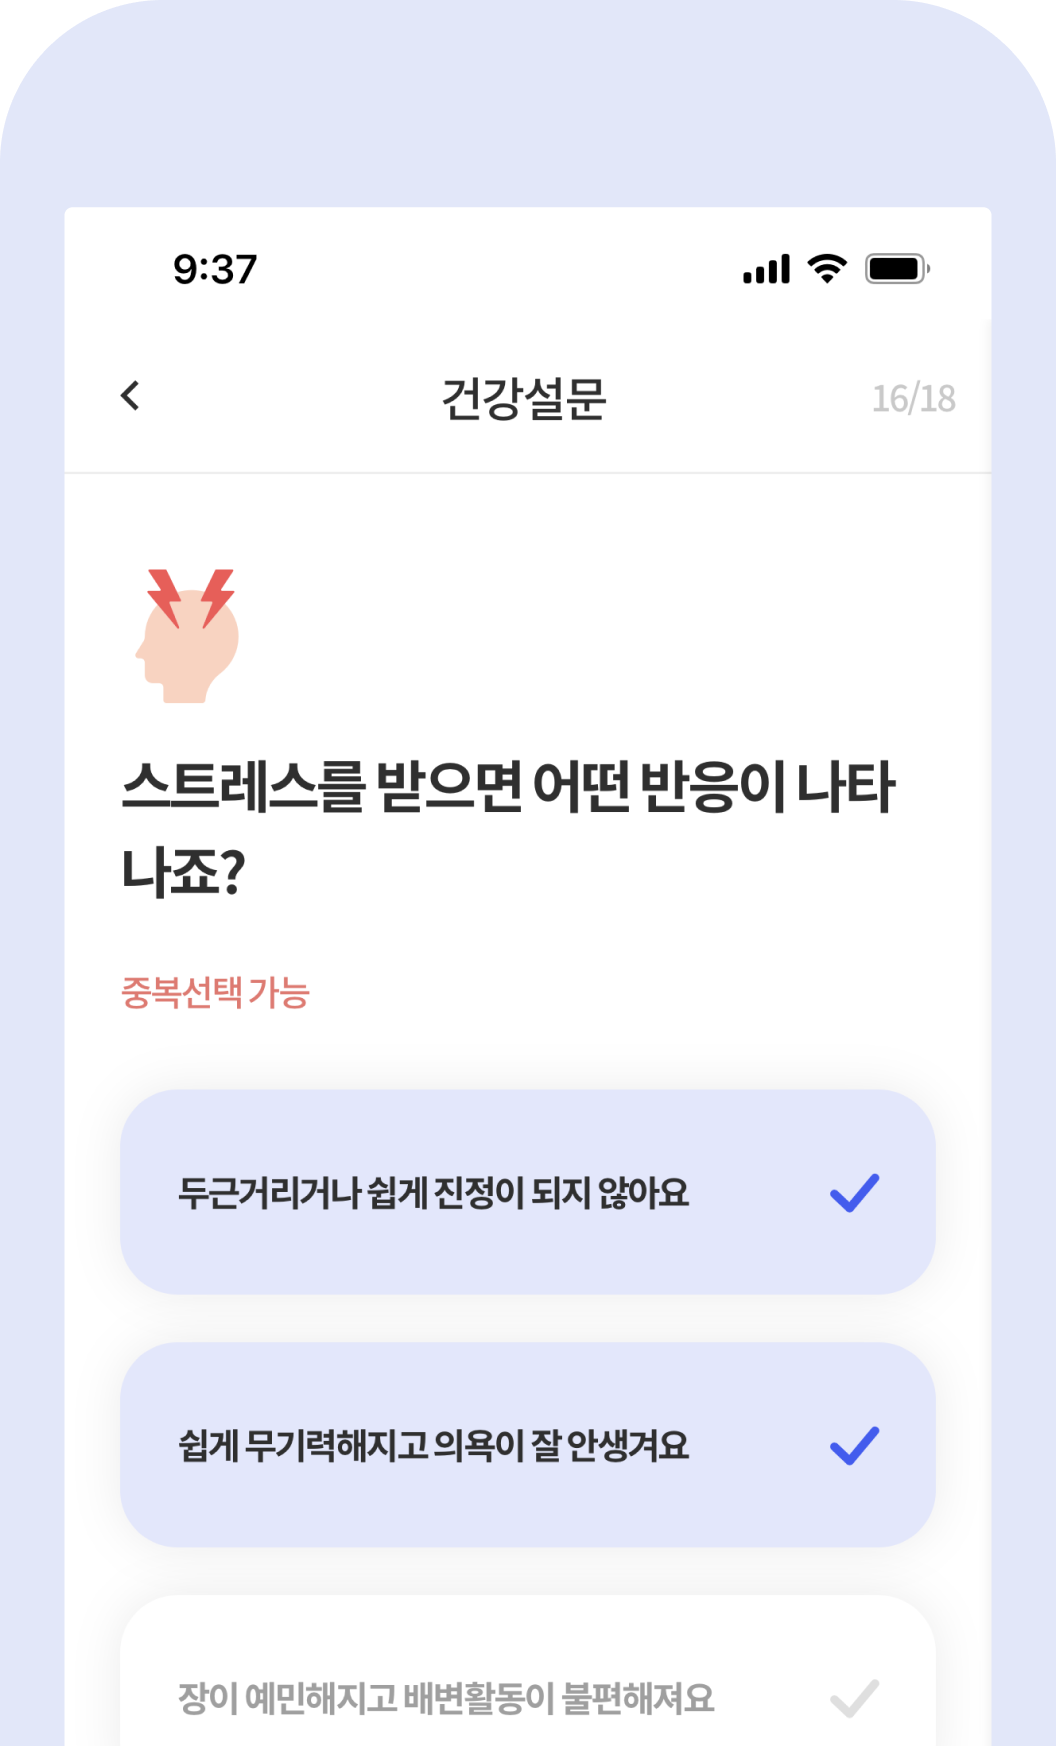 9:37
건강설문
16/18
스트레스를 받으면 어떤 반응이 나타
나죠?
중복선택 가능
두근거리거나 쉽게 진정이 되지 않아요
쉽게 무기력해지고 의욕이 잘 안생겨요
장이 예민해지고 배변활동이 불편해져요